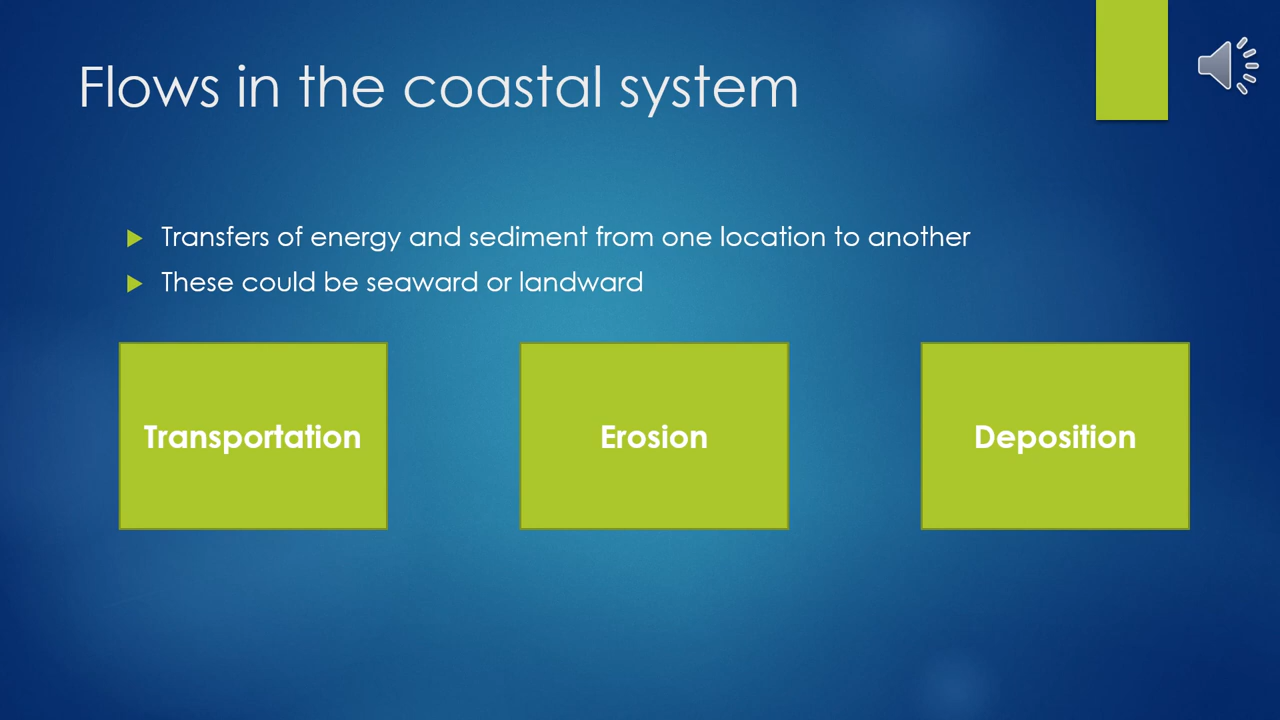 Flows in the coastal system
Transfers of energy and sediment from one location to another
These could be seaward or landward
Transportation
Erosion
Deposition